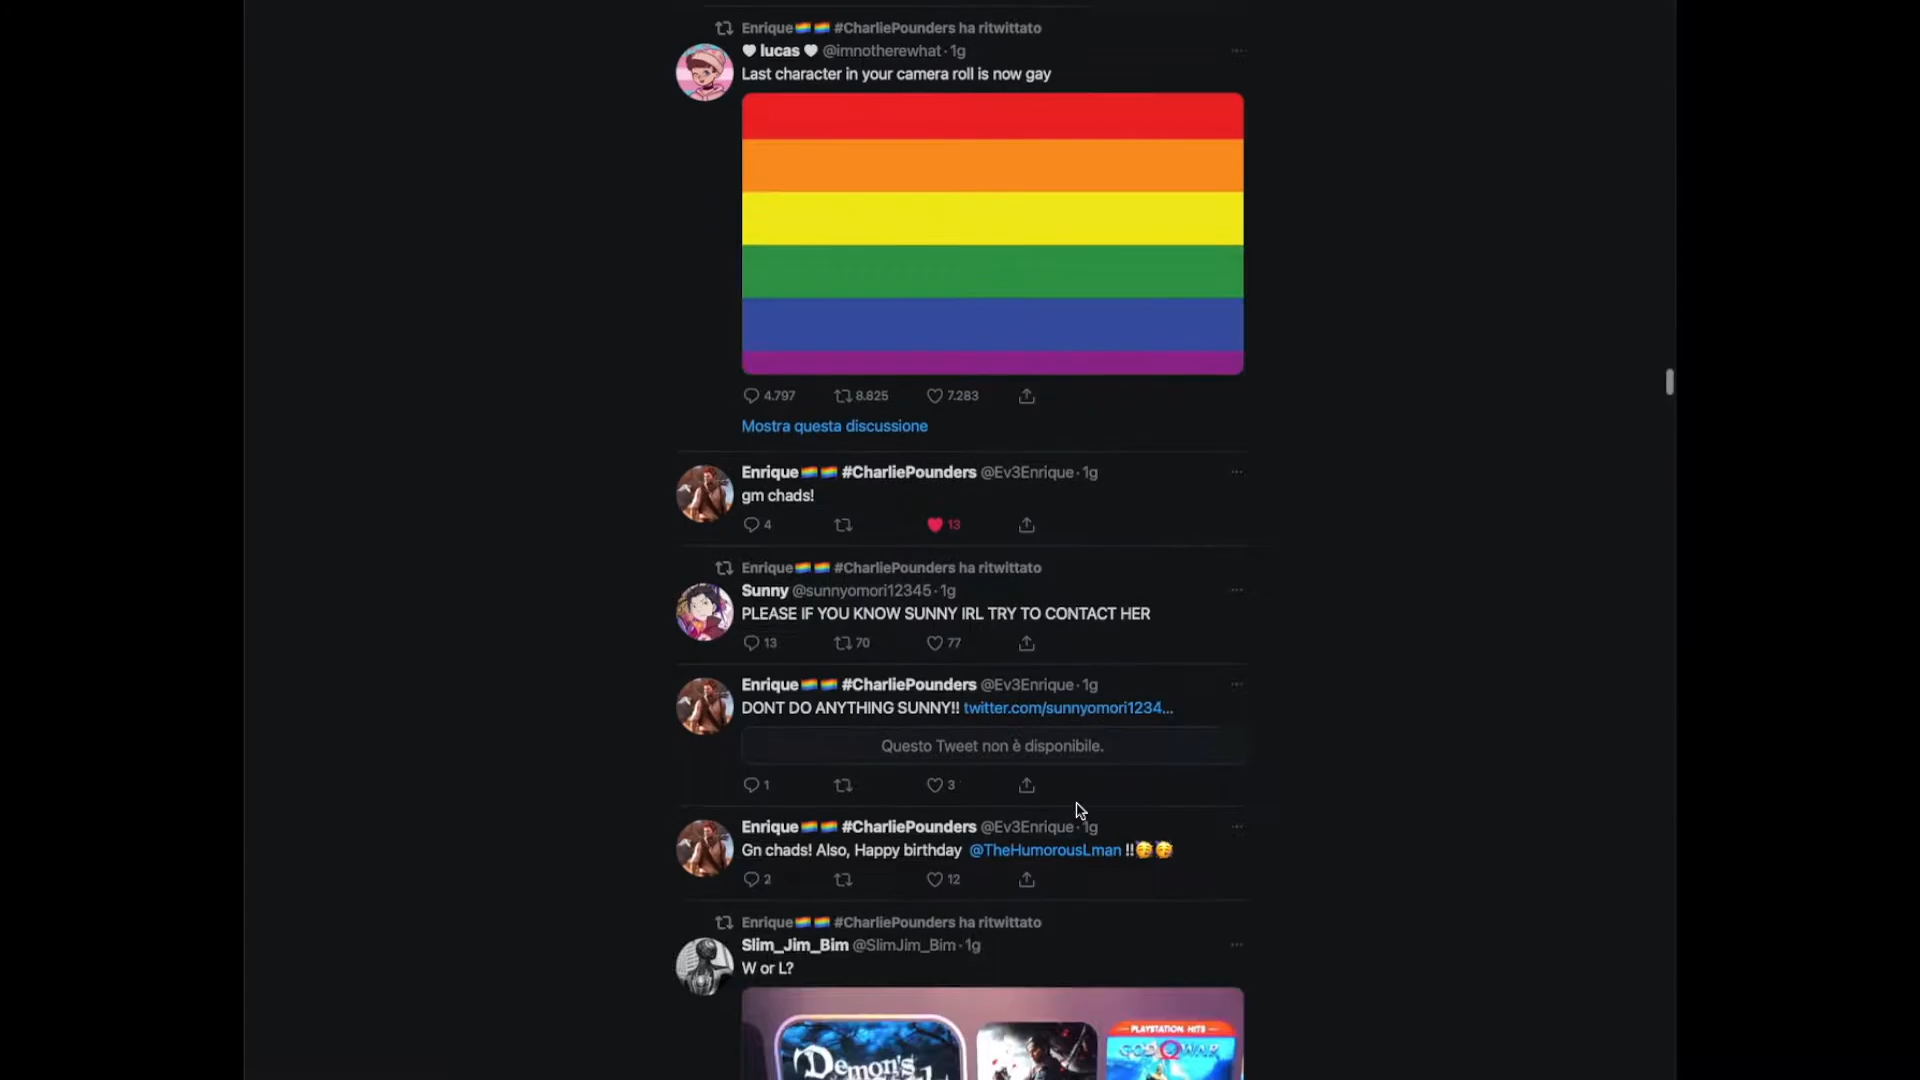 Enrique🏳️‍🌈🏳️‍🌈 #CharliePounders ha ritwittato
🖤 lucas 🖤 @imnotherewhat · 1g
Last character in your camera roll is now gay
4.797 8.825 7.283
Mostra questa discussione
Enrique🏳️‍🌈🏳️‍🌈 #CharliePounders @Ev3Enrique · 1g
gm chads!
4 13
Enrique🏳️‍🌈🏳️‍🌈 #CharliePounders ha ritwittato
Sunny @sunnyomori12345 · 1g
PLEASE IF YOU KNOW SUNNY IRL TRY TO CONTACT HER
13 70 77
Enrique🏳️‍🌈🏳️‍🌈 #CharliePounders @Ev3Enrique · 1g
DONT DO ANYTHING SUNNY!! twitter.com/sunnyomori1234...
Questo Tweet non è disponibile.
1 3
Enrique🏳️‍🌈🏳️‍🌈 #CharliePounders @Ev3Enrique · 1g
Gn chads! Also, Happy birthday @TheHumorousLman !!🥳🥳
2 12
Enrique🏳️‍🌈🏳️‍🌈 #CharliePounders ha ritwittato
Slim_Jim_Bim @SlimJim_Bim · 1g
W or L?
PLAYSTATION HITS
Demon's
GOD OF WAR